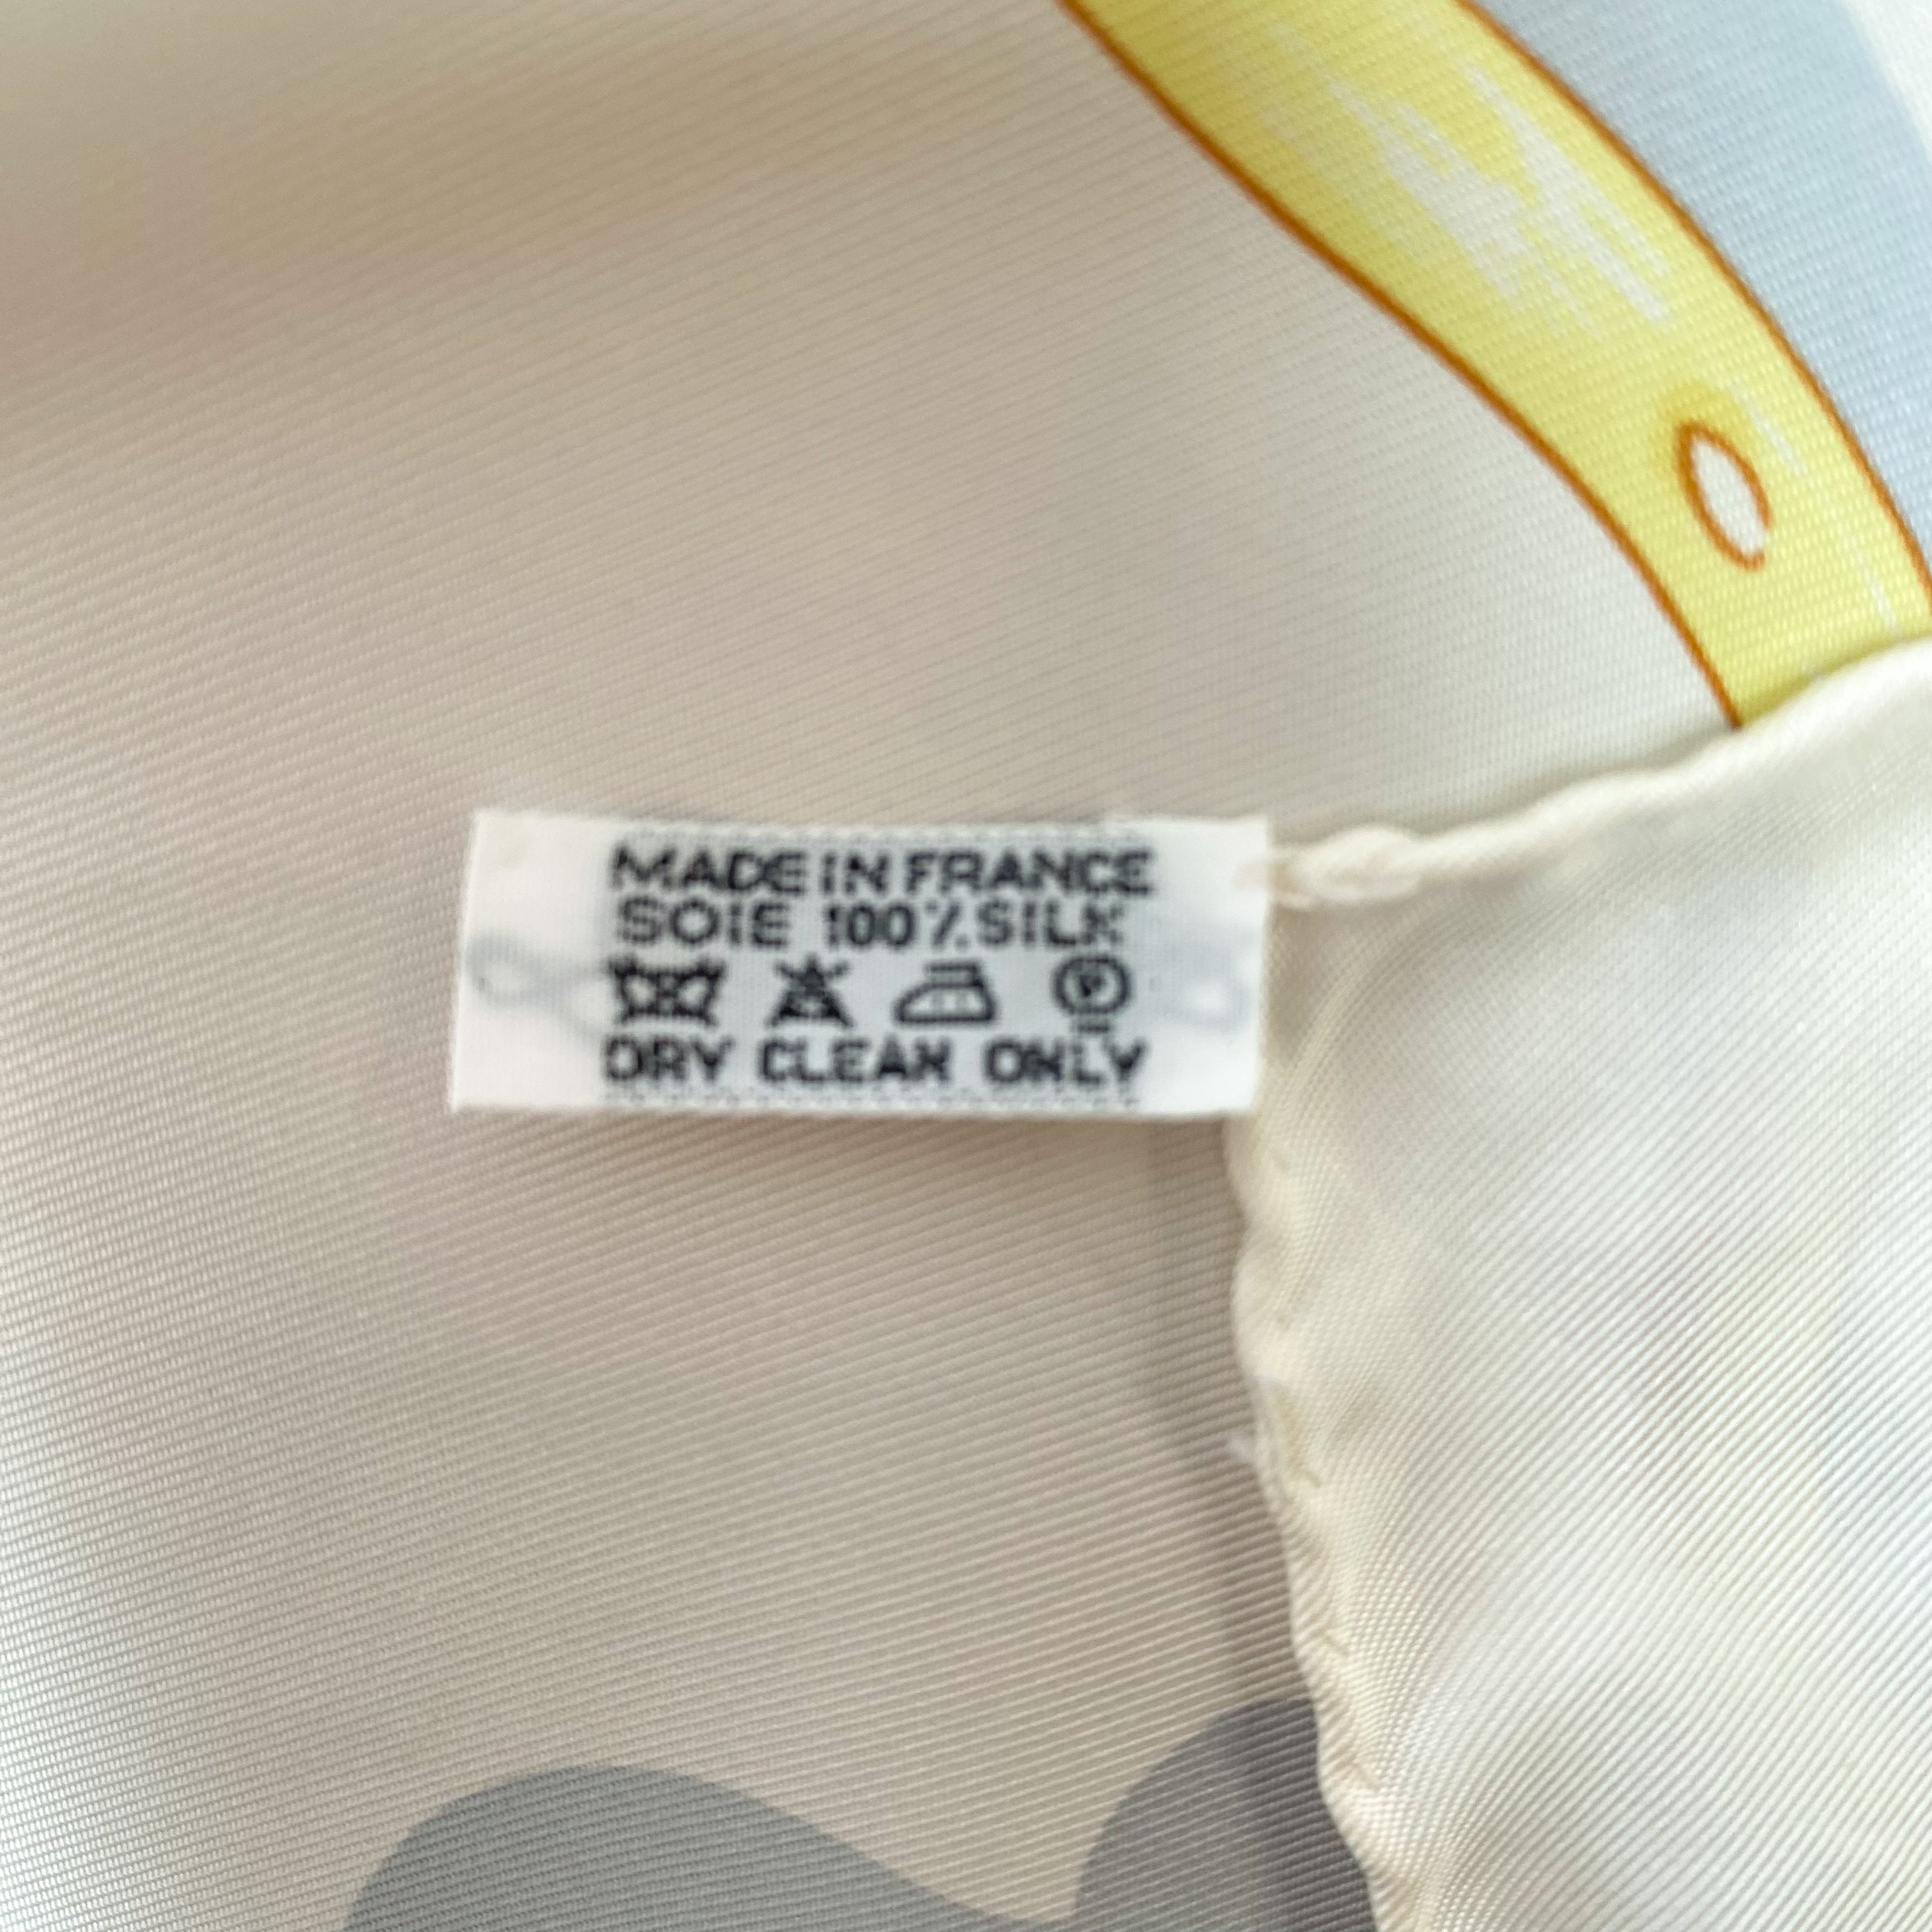 MADE IN FRANCE
SOIE 100% SILK
P
DRY CLEAN ONLY